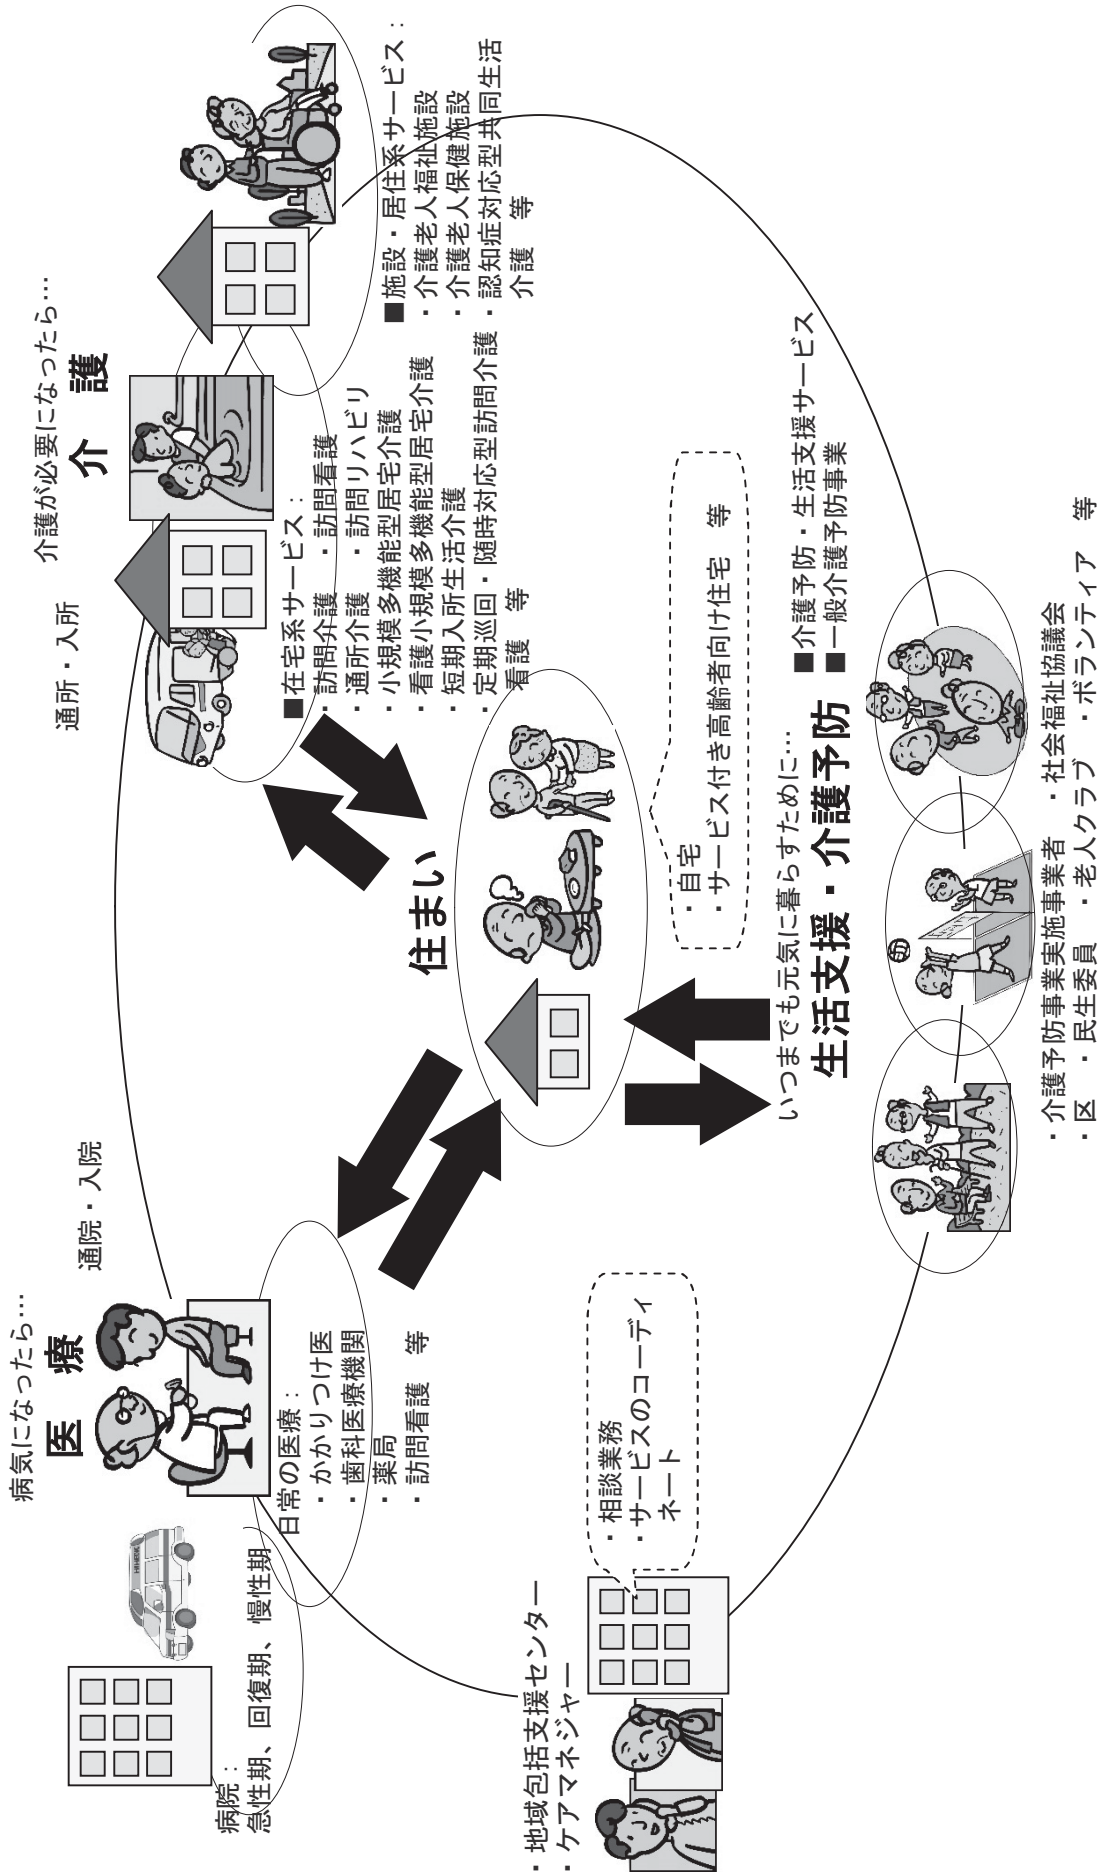 病気になったら…
医　療
通院・入院
病院：
急性期、回復期、慢性期
日常の医療：
・かかりつけ医
・歯科医療機関
・薬局
・訪問看護　等
介護が必要になったら…
介　護
通所・入所
■在宅系サービス：
・訪問介護　・訪問看護
・通所介護　・訪問リハビリ
・小規模多機能型居宅介護
・看護小規模多機能型居宅介護
・短期入所生活介護
・定期巡回・随時対応型訪問介護
看護　等
■施設・居住系サービス：
・介護老人福祉施設
・介護老人保健施設
・認知症対応型共同生活
介護　等
住まい
・自宅
・サービス付き高齢者向け住宅　等
・地域包括支援センター
・ケアマネジャー
・相談業務
・サービスのコーディ
ネート
いつまでも元気に暮らすために…
生活支援・介護予防
■介護予防・生活支援サービス
■一般介護予防事業
・介護予防事業実施事業者　・社会福祉協議会
・区　・民生委員　・老人クラブ　・ボランティア　等